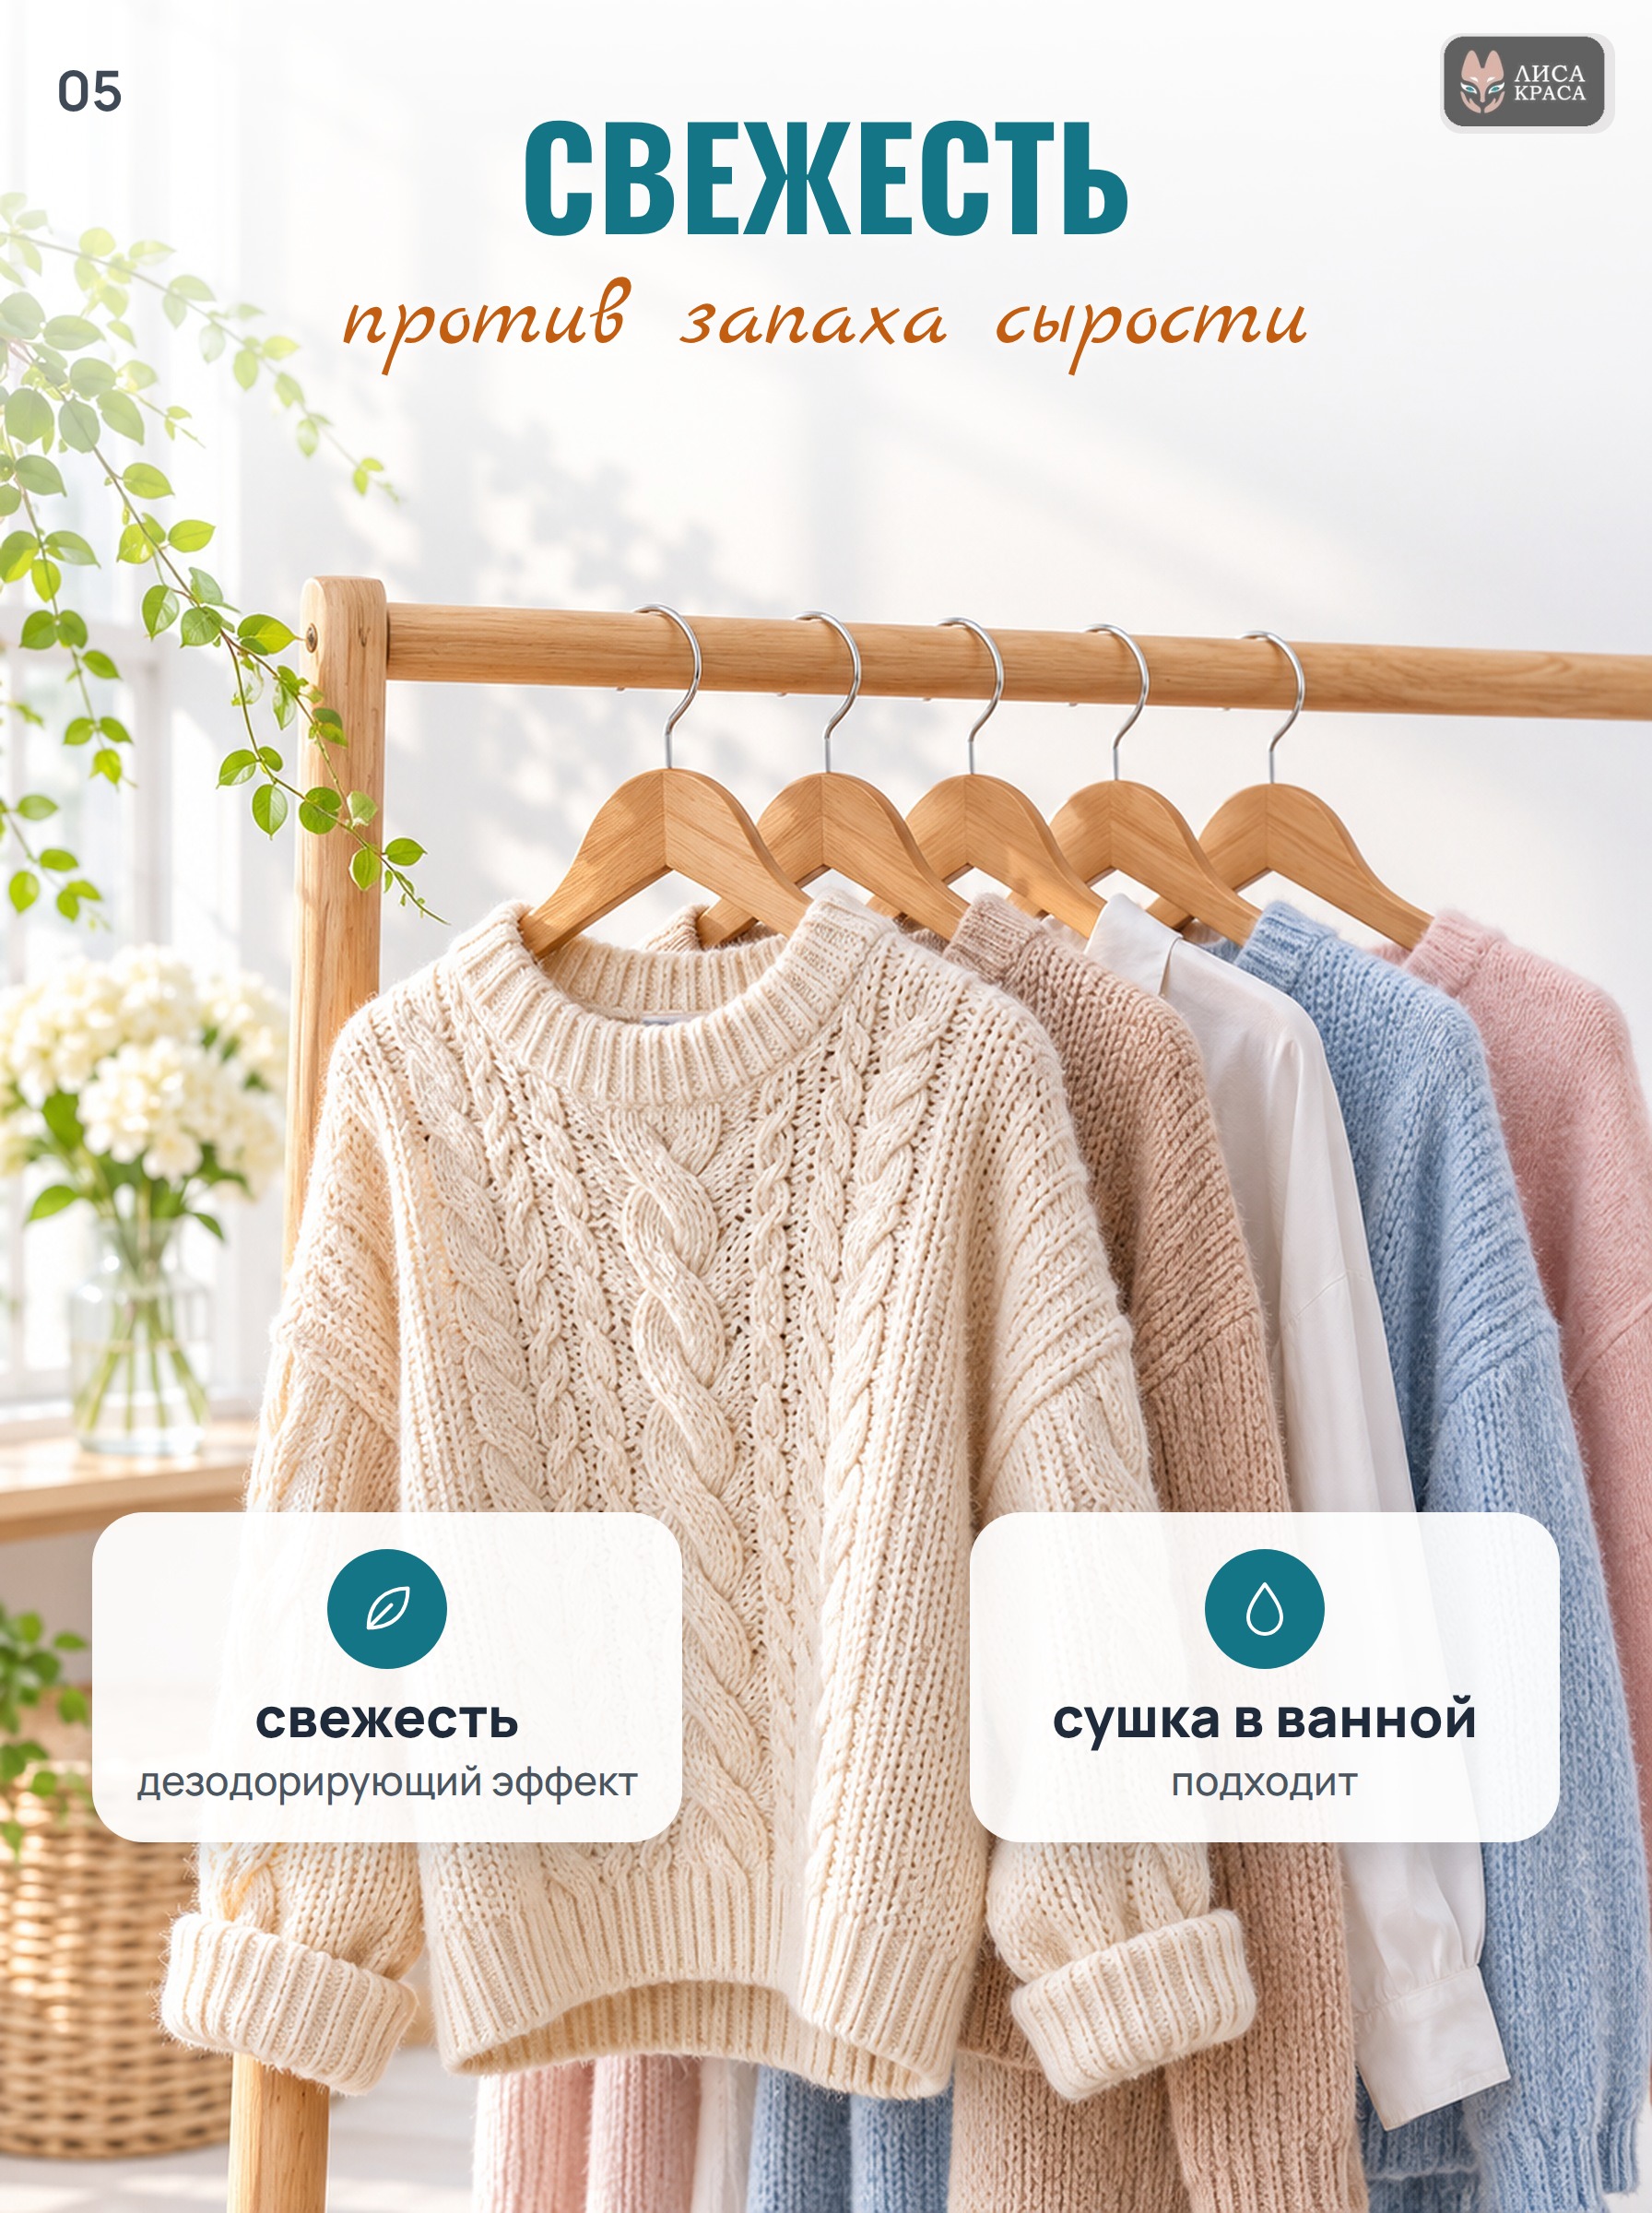 05
ЛИСА
КРАСА
СВЕЖЕСТЬ
против запаха сырости
свежесть
дезодорирующий эффект
сушка в ванной
подходит